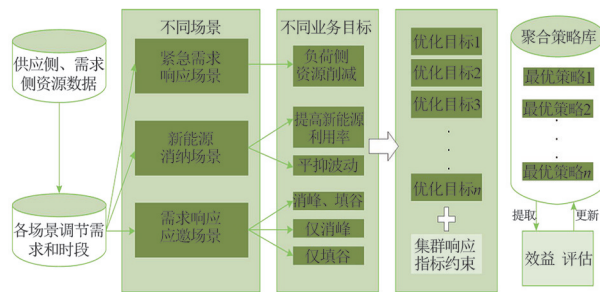 供应侧、需求
侧资源数据
各场景调节需
求和时段
不同场景
紧急需求
响应场景
新能源
消纳场景
需求响应
应邀场景
不同业务目标
负荷侧
资源削减
提高新能源
利用率
平抑波动
消峰、填谷
仅消峰
仅填谷
优化目标1
优化目标2
优化目标3
.
.
.
优化目标n
+
集群响应
指标约束
聚合策略库
最优策略1
最优策略2
.
.
.
最优策略n
提取
更新
效益 评估